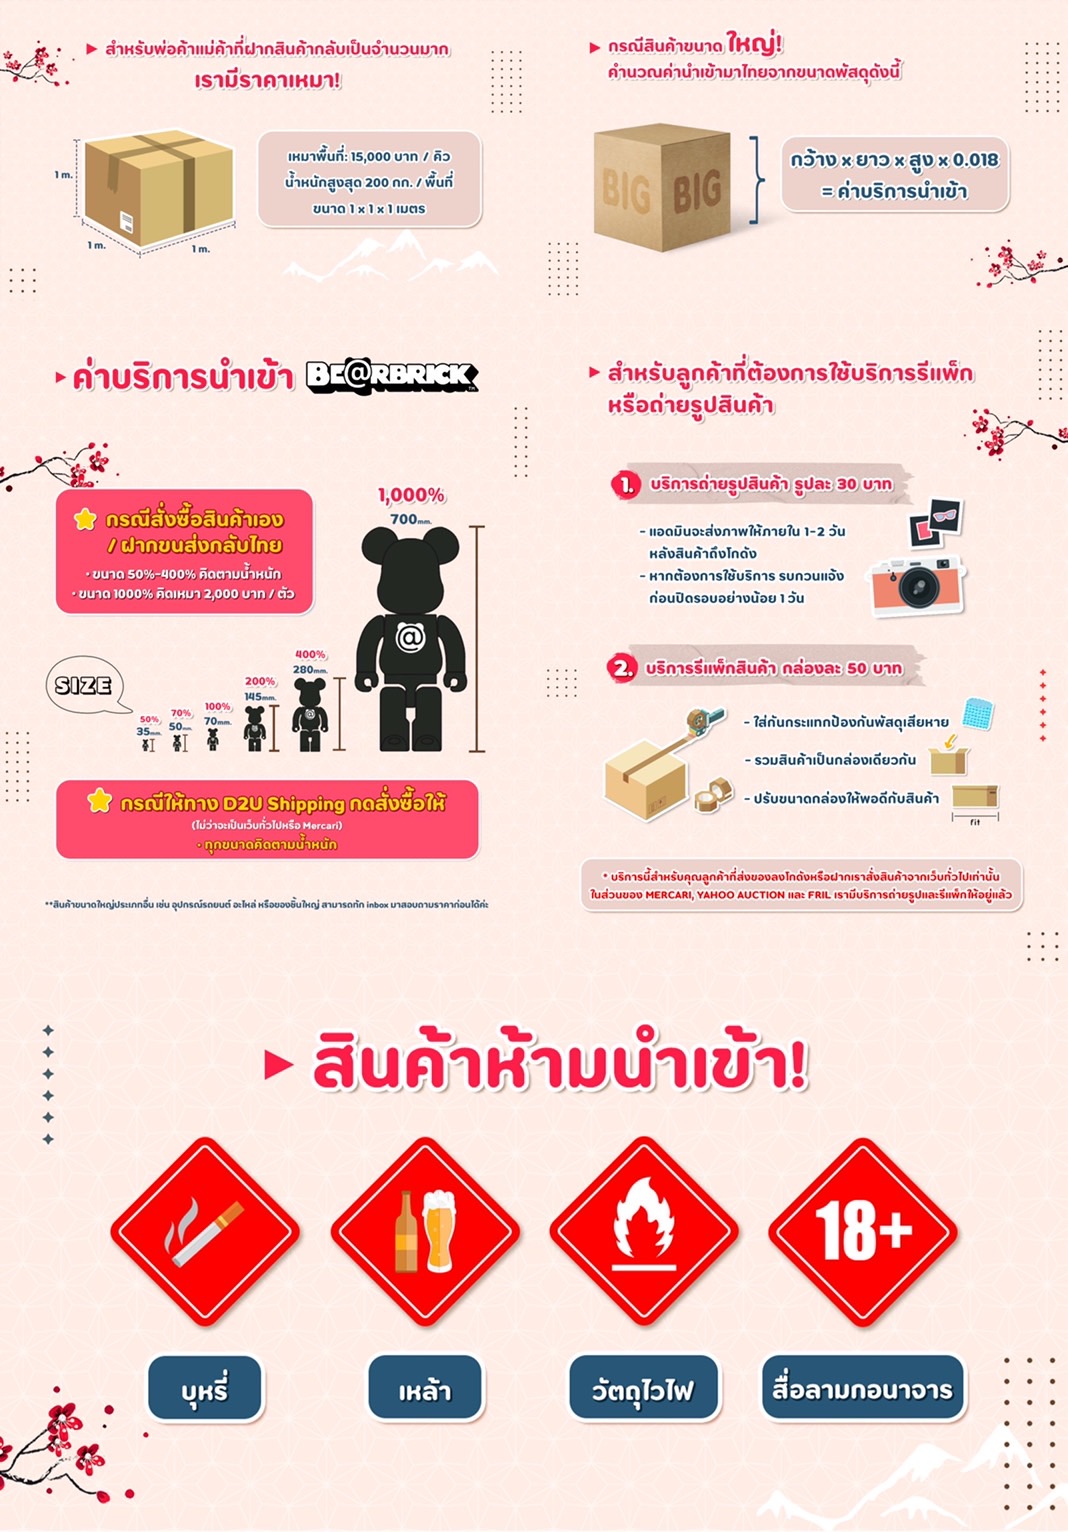 สำหรับพ่อค้าแม่ค้าที่ฝากสินค้ากลับเป็นจำนวนมาก
เรามีราคาเหมา!
1 m.
1 m.
1 m.
เหมาพื้นที่: 15,000 บาท / คิว
น้ำหนักสูงสุด 200 กก. / พื้นที่
ขนาด 1 x 1 x 1 เมตร
กรณีสินค้าขนาด ใหญ่!
คำนวณค่านำเข้ามาไทยจากขนาดพัสดุดังนี้
BIG BIG
กว้าง x ยาว x สูง x 0.018
= ค่าบริการนำเข้า
ค่าบริการนำเข้า BE@RBRICK TM
กรณีสั่งซื้อสินค้าเอง
/ ฝากขนส่งกลับไทย
• ขนาด 50%-400% คิดตามน้ำหนัก
• ขนาด 1000% คิดเหมา 2,000 บาท / ตัว
SIZE
50%
35mm.
70%
50mm.
100%
70mm.
200%
145mm.
400%
280mm.
1,000%
700mm.
@
กรณีให้ทาง D2U Shipping กดสั่งซื้อให้
(ไม่ว่าจะเป็นเว็บทั่วไปหรือ Mercari)
• ทุกขนาดคิดตามน้ำหนัก
**สินค้าขนาดใหญ่ประเภทอื่น เช่น อุปกรณ์รถยนต์ อะไหล่ หรือของชิ้นใหญ่ สามารถทัก inbox มาสอบถามราคาก่อนได้ค่ะ
สำหรับลูกค้าที่ต้องการใช้บริการรีแพ็ก
หรือถ่ายรูปสินค้า
1. บริการถ่ายรูปสินค้า รูปละ 30 บาท
- แอดมินจะส่งภาพให้ภายใน 1-2 วัน
หลังสินค้าถึงโกดัง
- หากต้องการใช้บริการ รบกวนแจ้ง
ก่อนปิดรอบอย่างน้อย 1 วัน
2. บริการรีแพ็กสินค้า กล่องละ 50 บาท
- ใส่กันกระแทกป้องกันพัสดุเสียหาย
- รวมสินค้าเป็นกล่องเดียวกัน
- ปรับขนาดกล่องให้พอดีกับสินค้า
fit
* บริการนี้สำหรับคุณลูกค้าที่ส่งของลงโกดังหรือฝากเราสั่งสินค้าจากเว็บทั่วไปเท่านั้น
ในส่วนของ MERCARI, YAHOO AUCTION และ FRIL เรามีบริการถ่ายรูปและรีแพ็กให้อยู่แล้ว
สินค้าห้ามนำเข้า!
18+
บุหรี่
เหล้า
วัตถุไวไฟ
สื่อลามกอนาจาร